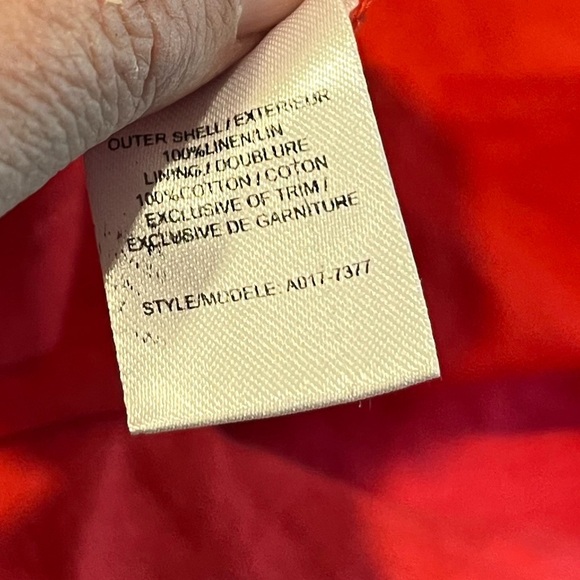 OUTER SHELL / EXTERIEUR
100%LINEN/LIN
LINING / DOUBLURE
100%COTTON / COTON
EXCLUSIVE OF TRIM /
EXCLUSIVE DE GARNITURE
STYLE/MODELE: A017-7377